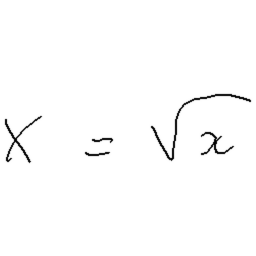 X = √x